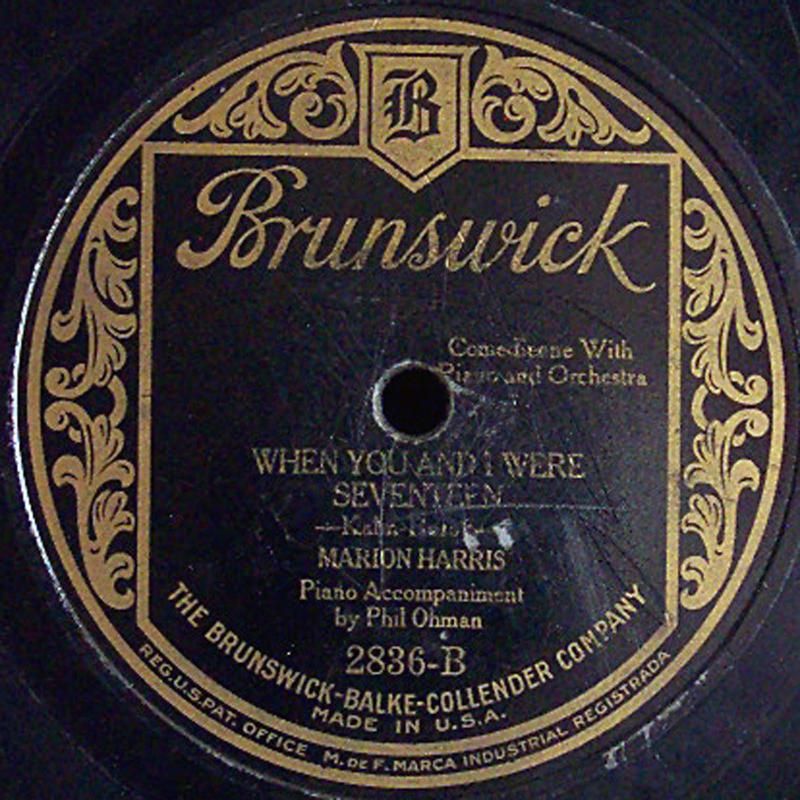 B
Brunswick
Comedienne With
Piano and Orchestra
WHEN YOU AND I WERE
SEVENTEEN
MARION HARRIS
Piano Accompaniment
by Phil Ohman
2836-B
THE BRUNSWICK-BALKE-COLLENDER COMPANY
MADE IN U.S.A.
REG. U.S. PAT. OFFICE M. DE F. MARCA INDUSTRIAL REGISTRADA